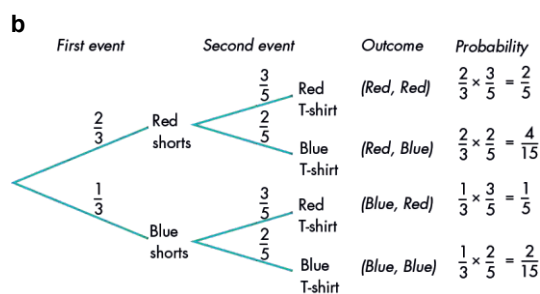 b
First event Second event Outcome Probability
3/5 Red T-shirt (Red, Red) 2/3 × 3/5 = 2/5
2/3 Red shorts
2/5 Blue T-shirt (Red, Blue) 2/3 × 2/5 = 4/15
3/5 Red T-shirt (Blue, Red) 1/3 × 3/5 = 1/5
1/3 Blue shorts
2/5 Blue T-shirt (Blue, Blue) 1/3 × 2/5 = 2/15